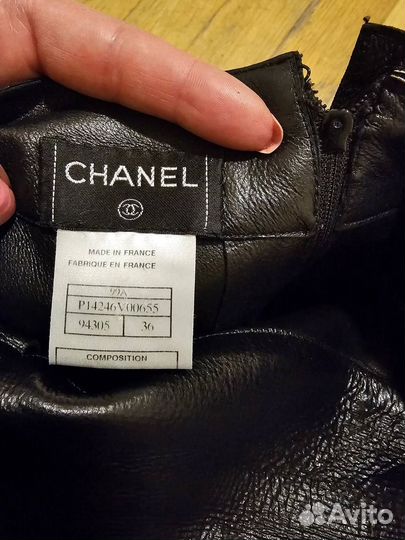 CHANEL
MADE IN FRANCE
FABRIQUE EN FRANCE
99A
P14246V00655
94305 36
COMPOSITION
Avito